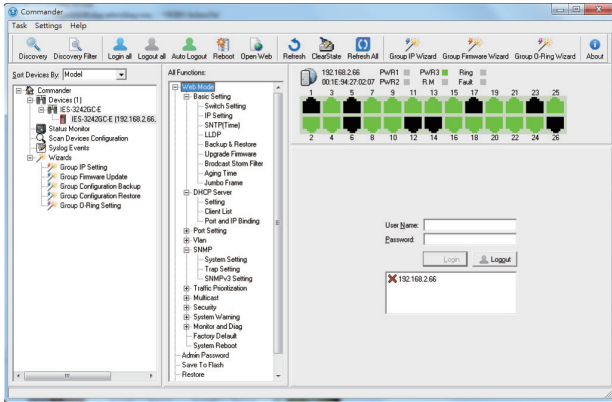 Commander
Task Settings Help
Discovery Discovery Filter Login all Logout all Auto Logout Reboot Open Web Refresh ClearState Refresh All Group IP Wizard Group Firmware Wizard Group O-Ring Wizard About
Sort Devices By: Model
Commander
Devices (1)
IES-3242GC-E
IES-3242GC-E (192.168.2.66.
Status Monitor
Scan Devices Configuration
Syslog Events
Wizards
Group IP Setting
Group Firmware Update
Group Configuration Backup
Group Configuration Restore
Group O-Ring Setting
All Functions:
Web Mode
Basic Setting
Switch Setting
IP Setting
SNTP(Time)
LLDP
Backup & Restore
Upgrade Firmware
Brodcast Storm Filter
Aging Time
Jumbo Frame
DHCP Server
Setting
Client List
Port and IP Binding
Port Setting
Vlan
SNMP
System Setting
Trap Setting
SNMPv3 Setting
Traffic Prioritization
Multicast
Security
System Warning
Monitor and Diag
Factory Default
System Reboot
Admin Password
Save To Flash
Restore
192.168.2.66 PWR1 PWR3 Ring
00:1E:94:27:02:07 PWR2 R.M Fault
1 3 5 7 9 11 13 15 17 19 21 23 25
2 4 6 8 10 12 14 16 18 20 22 24 26
User Name:
Password:
Login Logout
192.168.2.66